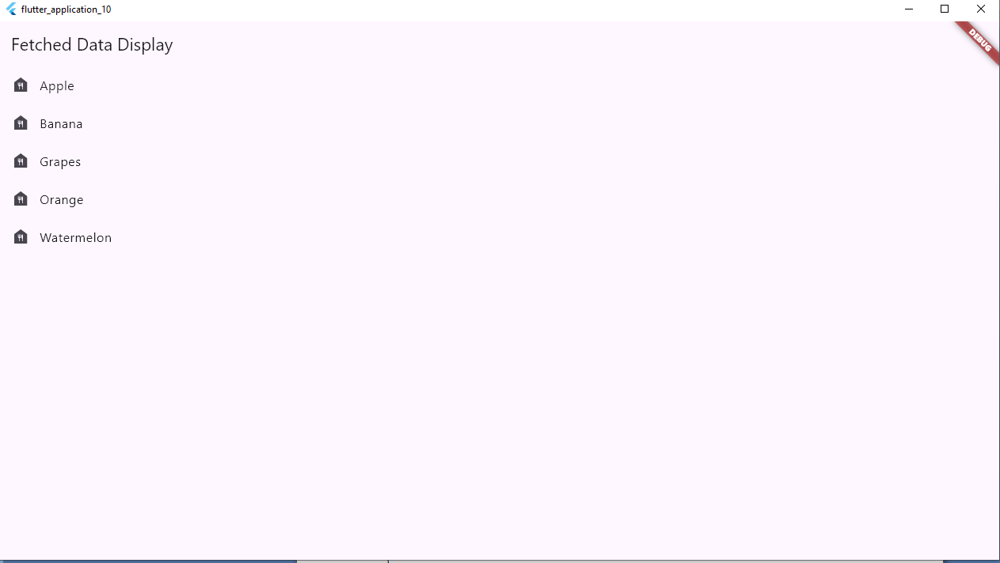 flutter_application_10
DEBUG
Fetched Data Display
Apple
Banana
Grapes
Orange
Watermelon